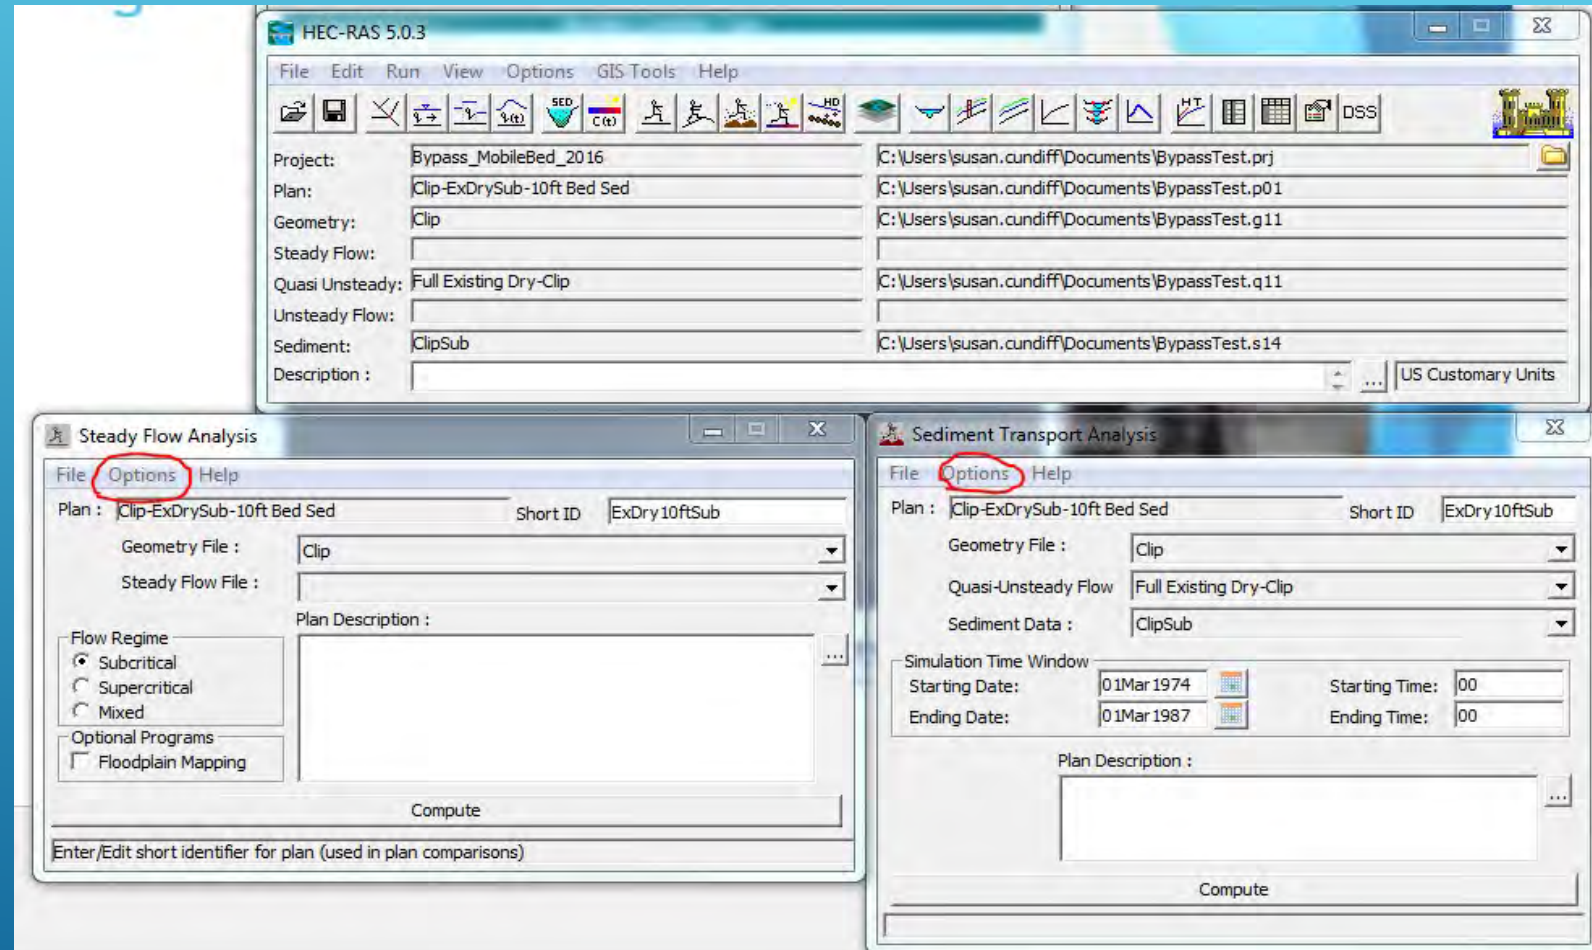 HEC-RAS 5.0.3
File Edit Run View Options GIS Tools Help
SED C(t) HD HT DSS
Project: Bypass_MobileBed_2016 C:\Users\susan.cundiff\Documents\BypassTest.prj
Plan: Clip-ExDrySub-10ft Bed Sed C:\Users\susan.cundiff\Documents\BypassTest.p01
Geometry: Clip C:\Users\susan.cundiff\Documents\BypassTest.g11
Steady Flow:
Quasi Unsteady: Full Existing Dry-Clip C:\Users\susan.cundiff\Documents\BypassTest.q11
Unsteady Flow:
Sediment: ClipSub C:\Users\susan.cundiff\Documents\BypassTest.s14
Description : ... US Customary Units
Steady Flow Analysis
File Options Help
Plan : Clip-ExDrySub-10ft Bed Sed Short ID ExDry10ftSub
Geometry File : Clip
Steady Flow File :
Plan Description :
Flow Regime
Subcritical
Supercritical
Mixed
Optional Programs
Floodplain Mapping
...
Compute
Enter/Edit short identifier for plan (used in plan comparisons)
Sediment Transport Analysis
File Options Help
Plan : Clip-ExDrySub-10ft Bed Sed Short ID ExDry10ftSub
Geometry File : Clip
Quasi-Unsteady Flow Full Existing Dry-Clip
Sediment Data : ClipSub
Simulation Time Window
Starting Date: 01Mar1974 Starting Time: 00
Ending Date: 01Mar1987 Ending Time: 00
Plan Description :
...
Compute